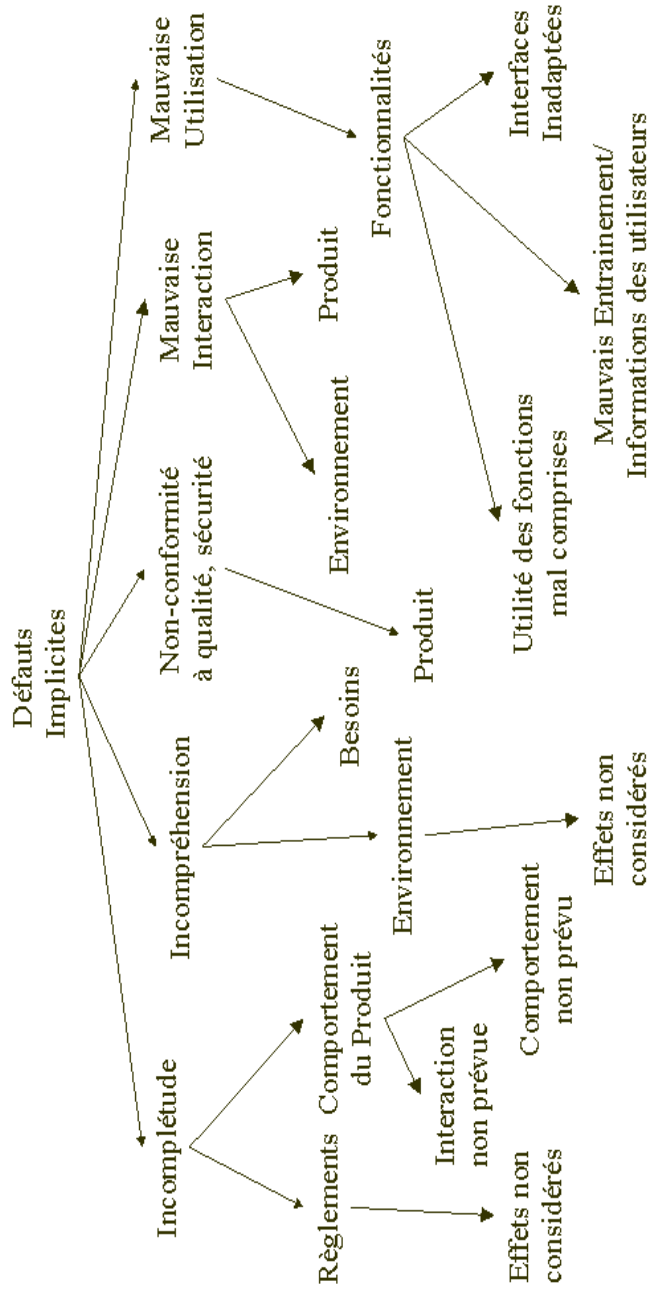 Défauts
Implicites
Incomplétude
Incompréhension
Non-conformité
à qualité, sécurité
Mauvaise
Interaction
Mauvaise
Utilisation
Règlements
Comportement
du Produit
Besoins
Environnement
Produit
Environnement
Produit
Fonctionnalités
Interaction
non prévue
Effets non
considérés
Comportement
non prévu
Effets non
considérés
Utilité des fonctions
mal comprises
Mauvais Entrainement/
Informations des utilisateurs
Interfaces
Inadaptées